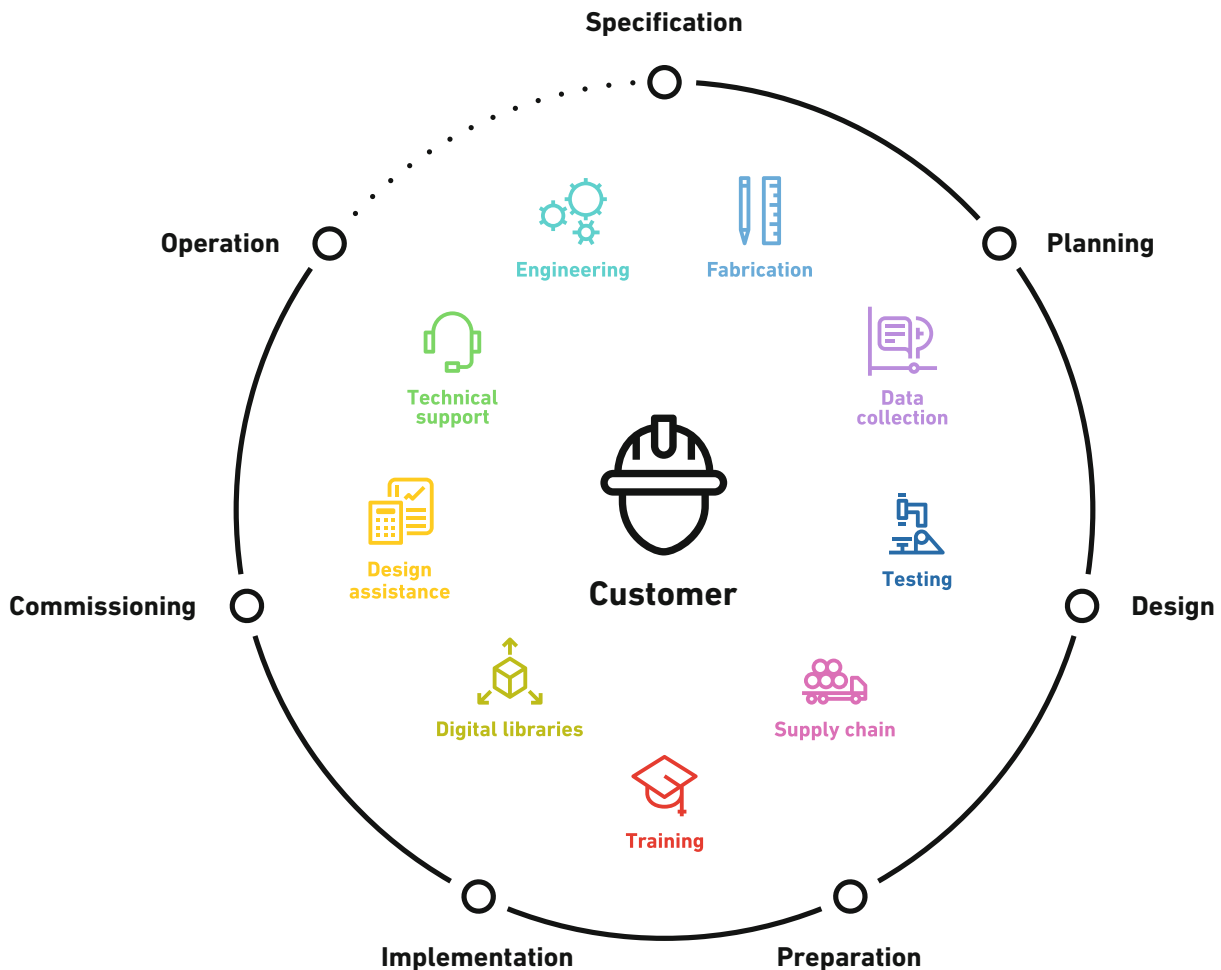 Specification
Operation
Planning
Engineering
Fabrication
Technical
support
Data
collection
Design
assistance
Customer
Testing
Commissioning
Design
Digital libraries
Supply chain
Training
Implementation
Preparation